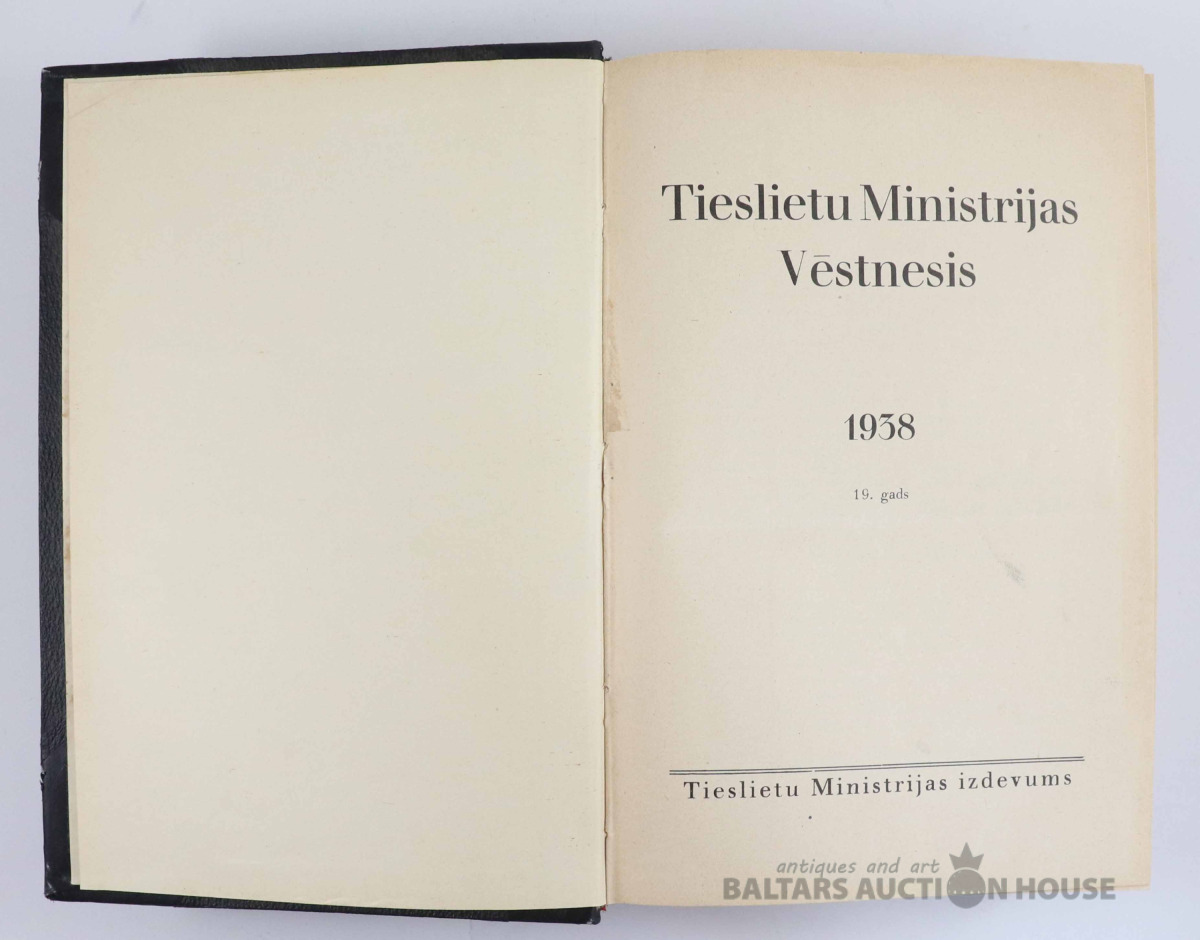 Tieslietu Ministrijas
Vēstnesis
1938
19. gads
Tieslietu Ministrijas izdevums
antiques and art
BALTARS AUCTION HOUSE